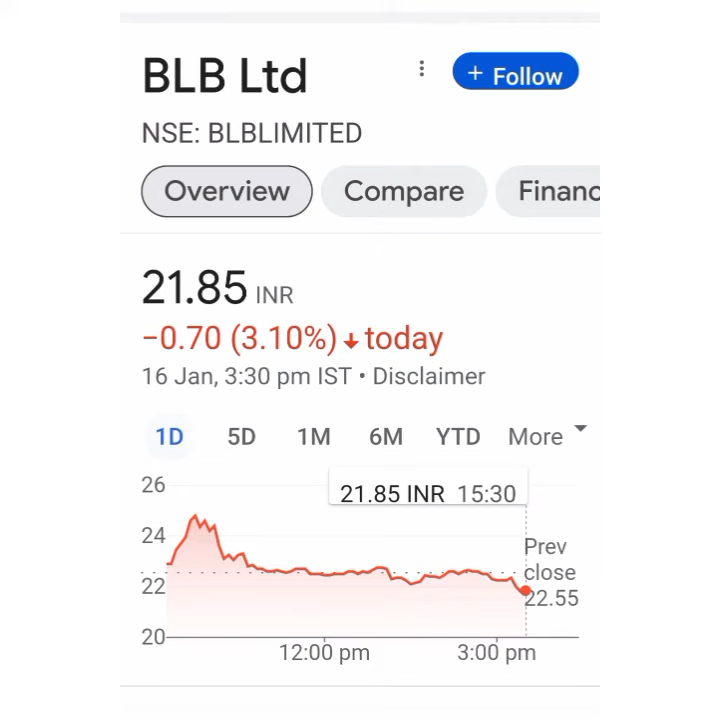 BLB Ltd
+ Follow
NSE: BLBLIMITED
Overview
Compare
Financ
21.85 INR
−0.70 (3.10%) ↓ today
16 Jan, 3:30 pm IST • Disclaimer
1D 5D 1M 6M YTD More
21.85 INR 15:30
26
24
22
20
Prev
close
22.55
12:00 pm 3:00 pm